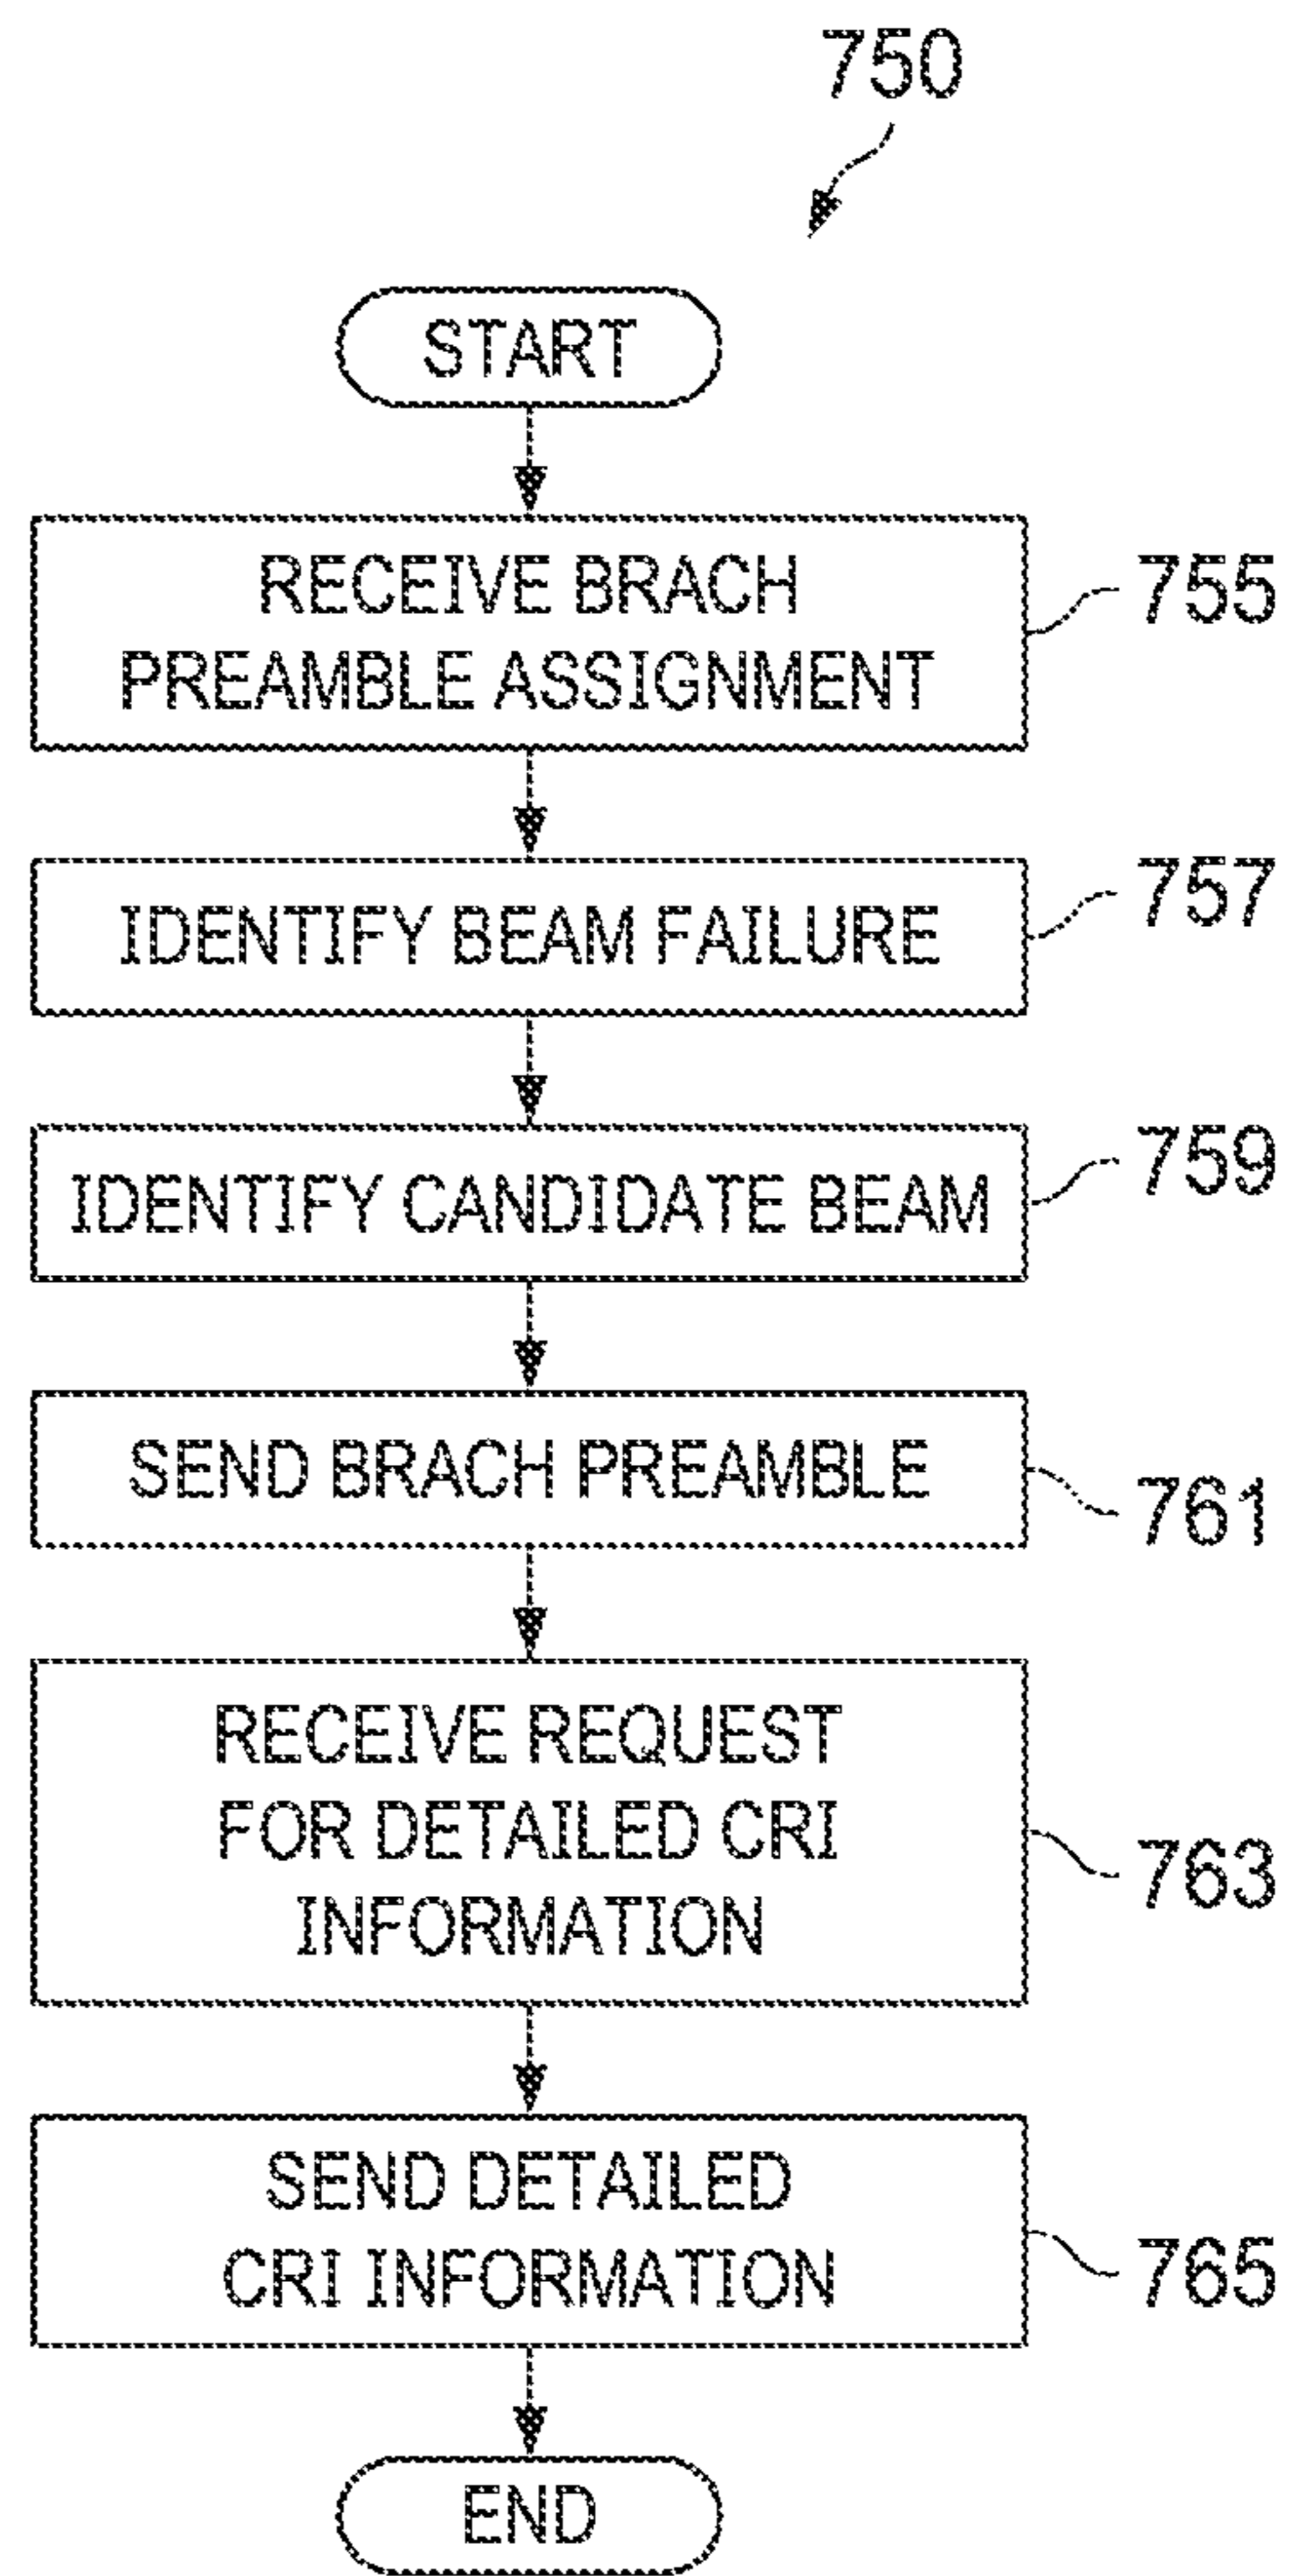 750
START
RECEIVE BRACH
PREAMBLE ASSIGNMENT
755
IDENTIFY BEAM FAILURE
757
IDENTIFY CANDIDATE BEAM
759
SEND BRACH PREAMBLE
761
RECEIVE REQUEST
FOR DETAILED CRI
INFORMATION
763
SEND DETAILED
CRI INFORMATION
765
END